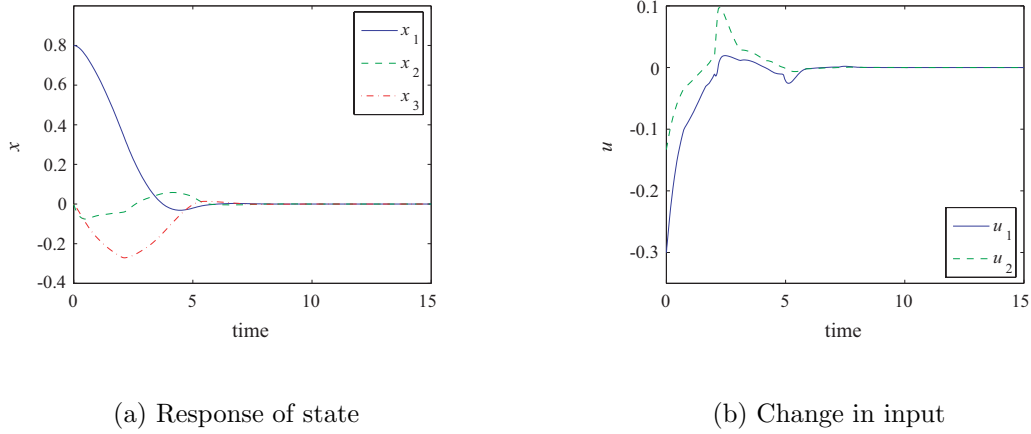 0.8
0.6
0.4
0.2
0
-0.2
-0.4
x
0
5
10
15
time
x 1
x 2
x 3
(a) Response of state
0.1
0
-0.1
-0.2
-0.3
u
0
5
10
15
time
u 1
u 2
(b) Change in input